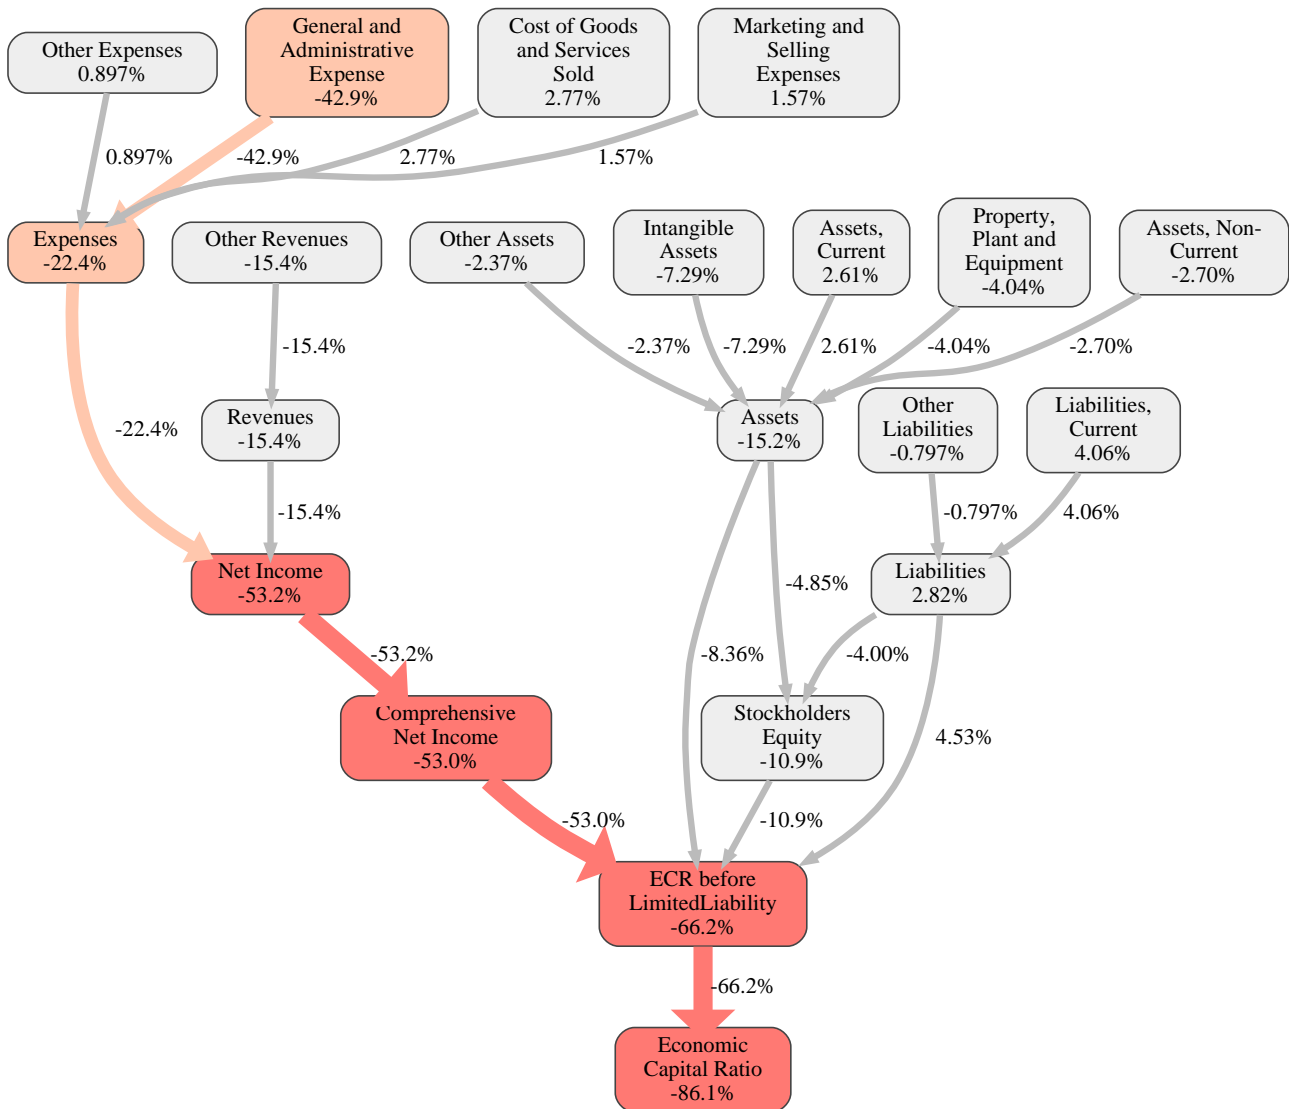 Other Expenses
0.897%
General and
Administrative
Expense
-42.9%
Cost of Goods
and Services
Sold
2.77%
Marketing and
Selling
Expenses
1.57%
0.897%
-42.9%
2.77%
1.57%
Expenses
-22.4%
Other Revenues
-15.4%
Other Assets
-2.37%
Intangible
Assets
-7.29%
Assets,
Current
2.61%
Property,
Plant and
Equipment
-4.04%
Assets, Non-
Current
-2.70%
-15.4%
-2.37%
-7.29%
2.61%
-4.04%
-2.70%
-22.4%
Revenues
-15.4%
Assets
-15.2%
Other
Liabilities
-0.797%
Liabilities,
Current
4.06%
-15.4%
-0.797%
4.06%
Net Income
-53.2%
-4.85%
Liabilities
2.82%
-53.2%
-8.36%
-4.00%
Comprehensive
Net Income
-53.0%
Stockholders
Equity
-10.9%
4.53%
-53.0%
-10.9%
ECR before
LimitedLiability
-66.2%
-66.2%
Economic
Capital Ratio
-86.1%